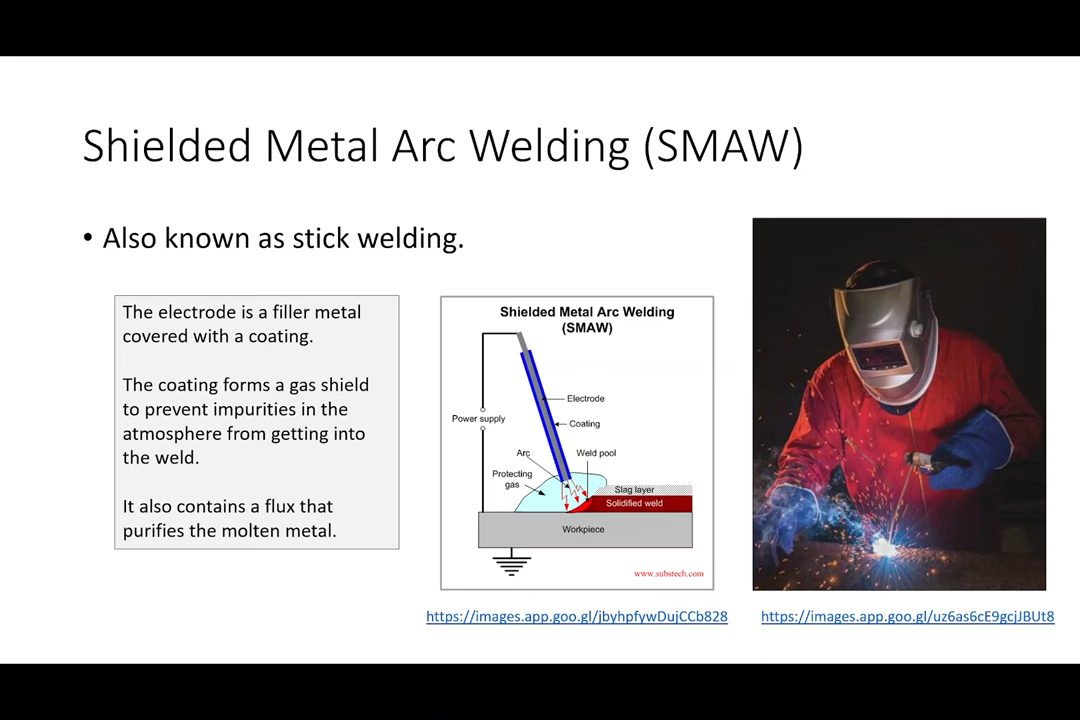 Shielded Metal Arc Welding (SMAW)
• Also known as stick welding.
The electrode is a filler metal
covered with a coating.
The coating forms a gas shield
to prevent impurities in the
atmosphere from getting into
the weld.
It also contains a flux that
purifies the molten metal.
Shielded Metal Arc Welding
(SMAW)
Electrode
Power supply
Coating
Arc
Weld pool
Protecting
gas
Slag layer
Solidified weld
Workpiece
www.substech.com
https://images.app.goo.gl/jbyhpfywDujCCb828
https://images.app.goo.gl/uz6as6cE9gcjJBUt8